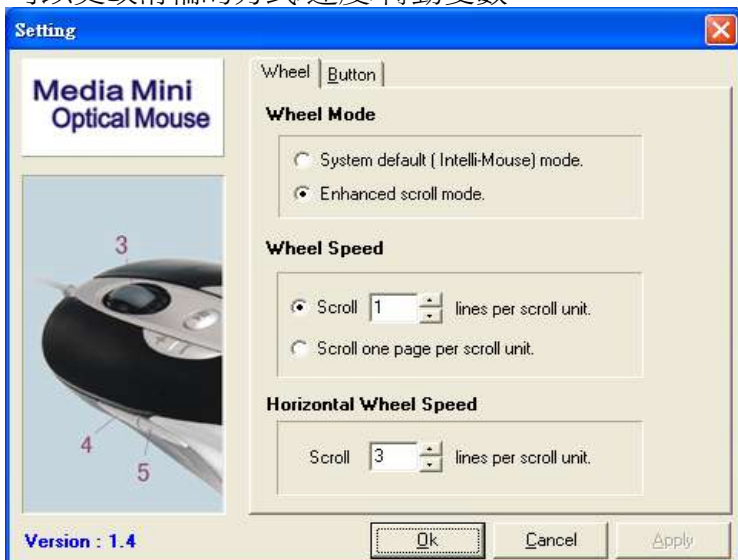 Setting
Media Mini
Optical Mouse
3
4
5
Version : 1.4
Wheel Button
Wheel Mode
System default ( Intelli-Mouse) mode.
Enhanced scroll mode.
Wheel Speed
Scroll 1 lines per scroll unit.
Scroll one page per scroll unit.
Horizontal Wheel Speed
Scroll 3 lines per scroll unit.
Ok Cancel Apply